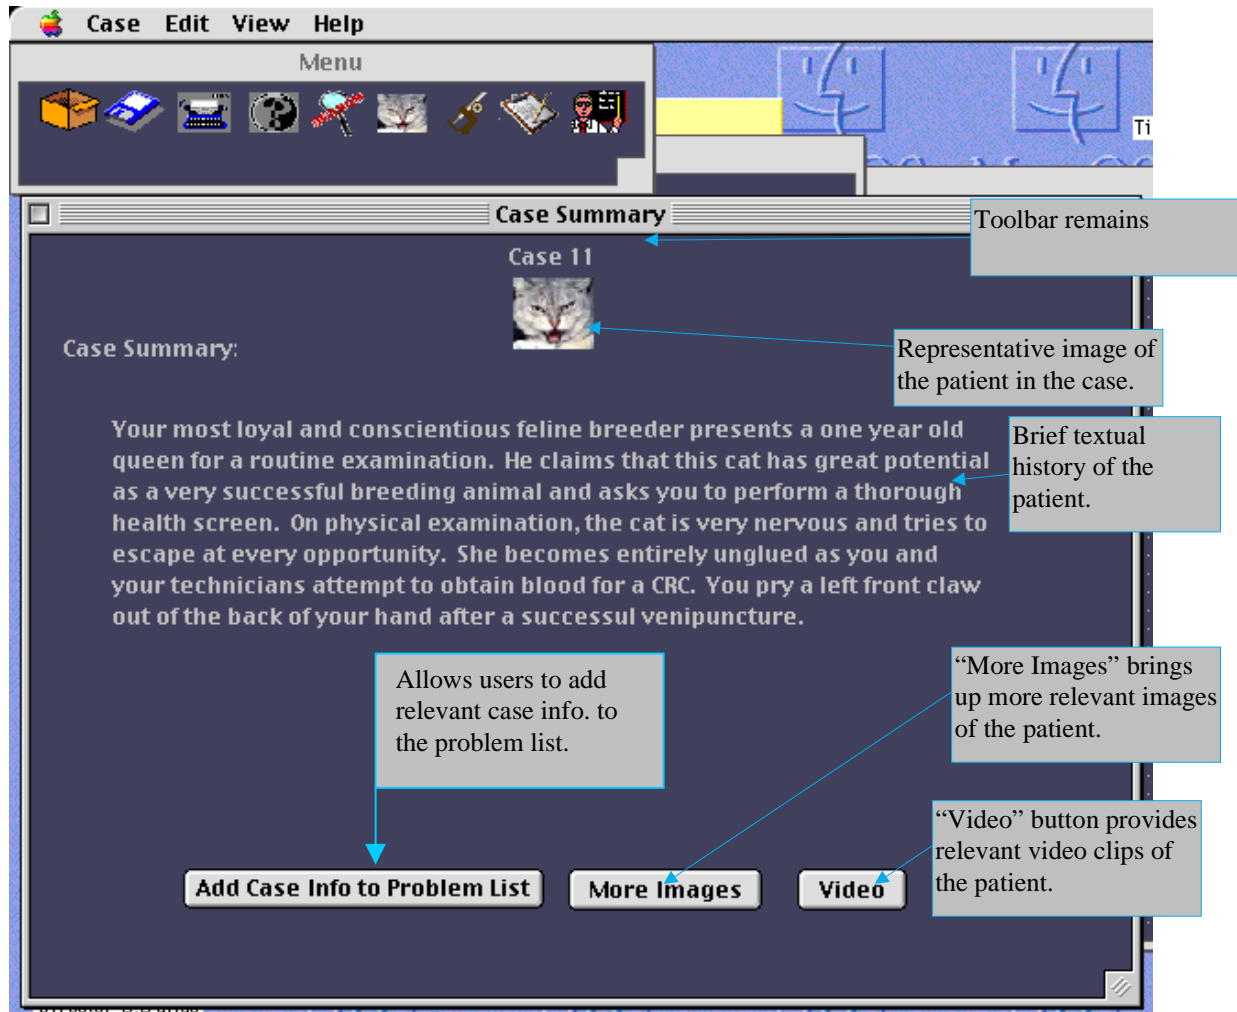 Case Edit View Help
Menu
Ti
Case Summary
Toolbar remains
Case 11
Representative image of
the patient in the case.
Case Summary:
Your most loyal and conscientious feline breeder presents a one year old
queen for a routine examination. He claims that this cat has great potential
as a very successful breeding animal and asks you to perform a thorough
health screen. On physical examination, the cat is very nervous and tries to
escape at every opportunity. She becomes entirely unglued as you and
your technicians attempt to obtain blood for a CRC. You pry a left front claw
out of the back of your hand after a successul venipuncture.
Brief textual
history of the
patient.
Allows users to add
relevant case info. to
the problem list.
“More Images” brings
up more relevant images
of the patient.
“Video” button provides
relevant video clips of
the patient.
Add Case Info to Problem List
More Images
Video